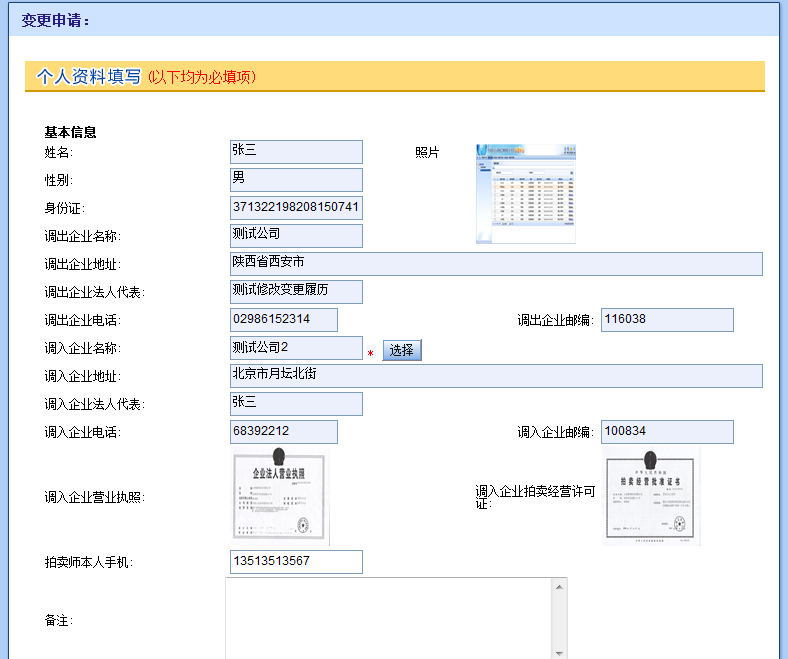 变更申请：
个人资料填写 (以下均为必填项)
基本信息
姓名： 张三 照片
性别： 男
身份证： 371322198208150741
调出企业名称： 测试公司
调出企业地址： 陕西省西安市
调出企业法人代表： 测试修改变更履历
调出企业电话： 02986152314 调出企业邮编： 116038
调入企业名称： 测试公司2 * 选择
调入企业地址： 北京市月坛北街
调入企业法人代表： 张三
调入企业电话： 68392212 调入企业邮编： 100834
企业法人营业执照
拍卖经营批准证书
调入企业营业执照： 调入企业拍卖经营许可
证：
拍卖师本人手机： 13513513567
备注：